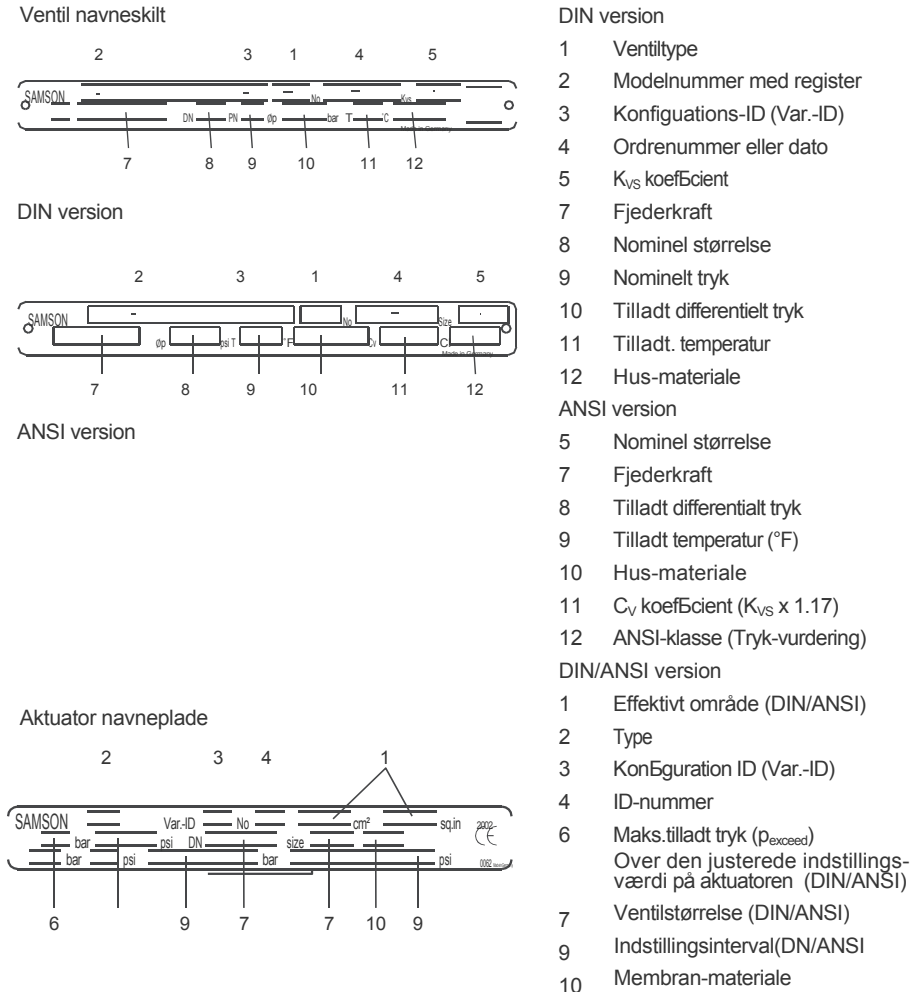 Ventil navneskilt
2 3 1 4 5
SAMSON No Kvs
DN PN Øp bar T °C
Made in Germany
7 8 9 10 11 12
DIN version
2 3 1 4 5
SAMSON No Size
Øp psi T °F Cv C
Made in Germany
7 8 9 10 11 12
ANSI version
Aktuator navneplade
2 3 4 1
SAMSON Var.-ID No cm² sq.in 2002
bar psi DN size CE
bar psi bar psi 0062
6 9 7 7 10 9
DIN version
1 Ventiltype
2 Modelnummer med register
3 Konfiguations-ID (Var.-ID)
4 Ordrenummer eller dato
5 KVS koefБcient
7 Fjederkraft
8 Nominel størrelse
9 Nominelt tryk
10 Tilladt differentielt tryk
11 Tilladt. temperatur
12 Hus-materiale
ANSI version
5 Nominel størrelse
7 Fjederkraft
8 Tilladt differentialt tryk
9 Tilladt temperatur (°F)
10 Hus-materiale
11 CV koefБcient (KVS x 1.17)
12 ANSI-klasse (Tryk-vurdering)
DIN/ANSI version
1 Effektivt område (DIN/ANSI)
2 Type
3 KonБguration ID (Var.-ID)
4 ID-nummer
6 Maks.tilladt tryk (pexceed)
Over den justerede indstillings-
værdi på aktuatoren (DIN/ANSI)
7 Ventilstørrelse (DIN/ANSI)
9 Indstillingsinterval(DN/ANSI
10 Membran-materiale